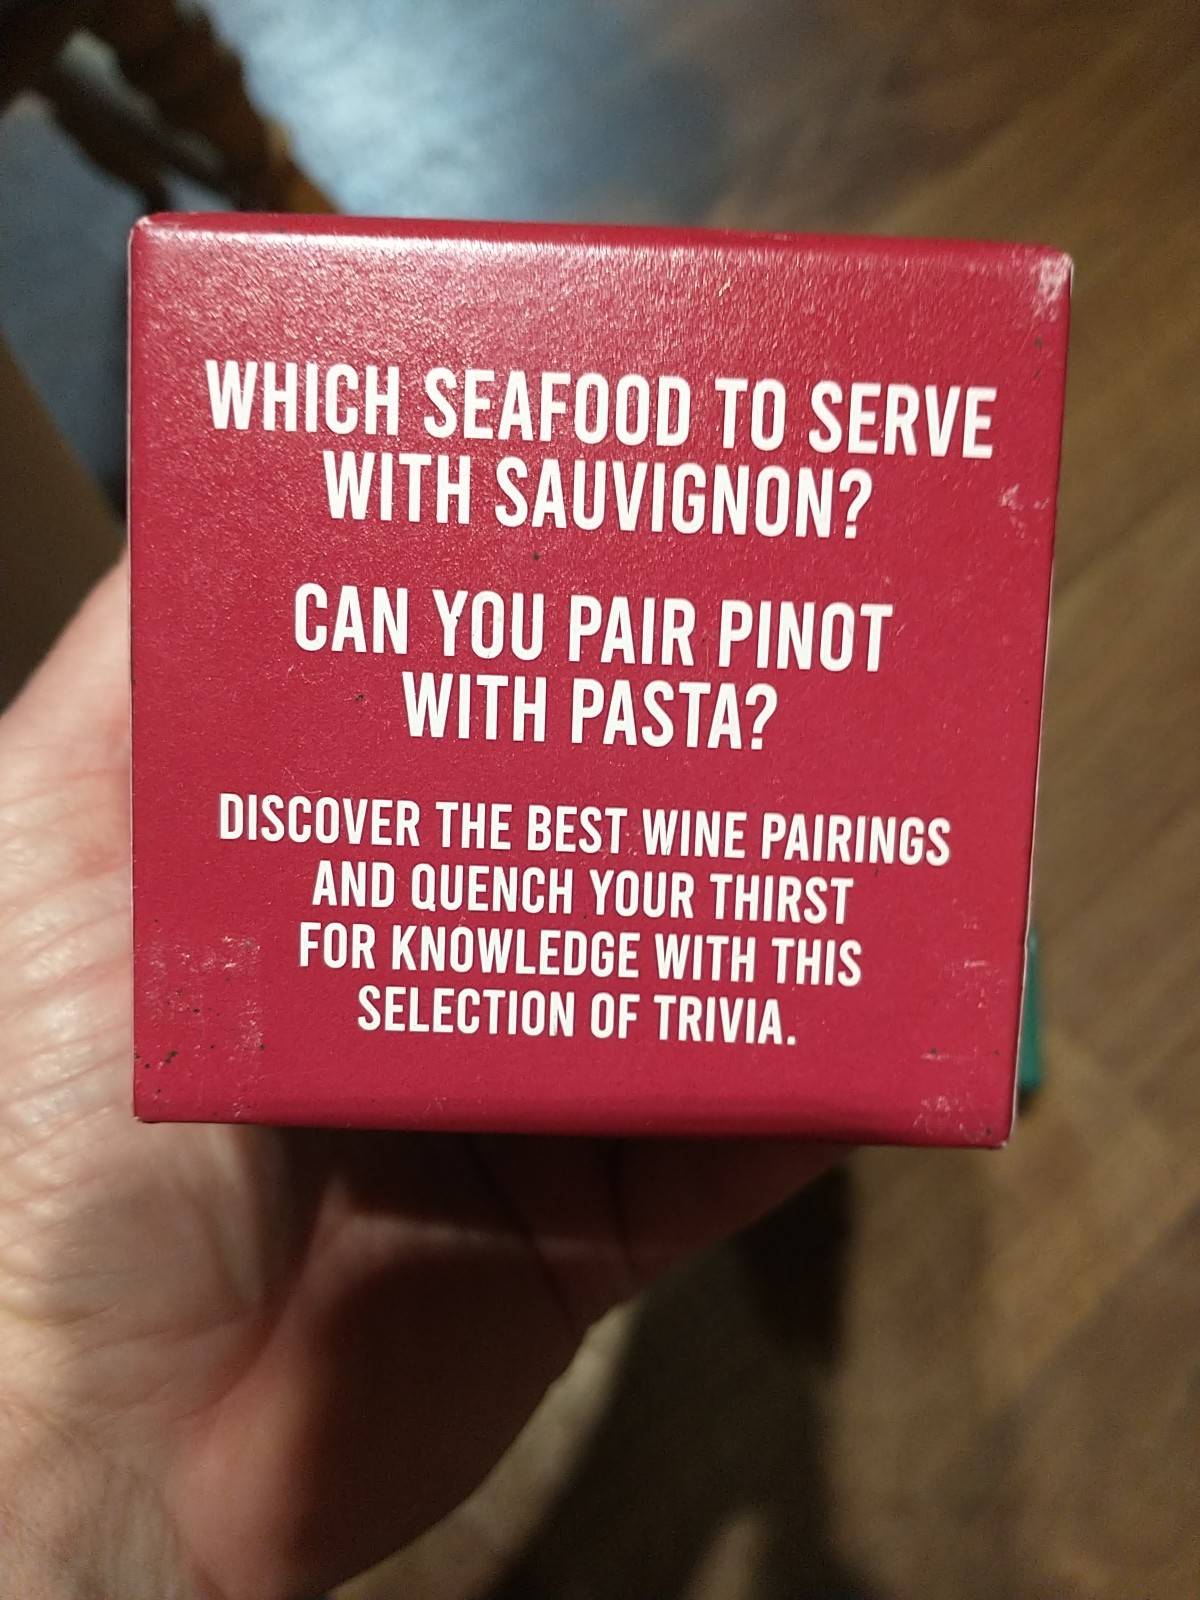 WHICH SEAFOOD TO SERVE
WITH SAUVIGNON?
CAN YOU PAIR PINOT
WITH PASTA?
DISCOVER THE BEST WINE PAIRINGS
AND QUENCH YOUR THIRST
FOR KNOWLEDGE WITH THIS
SELECTION OF TRIVIA.